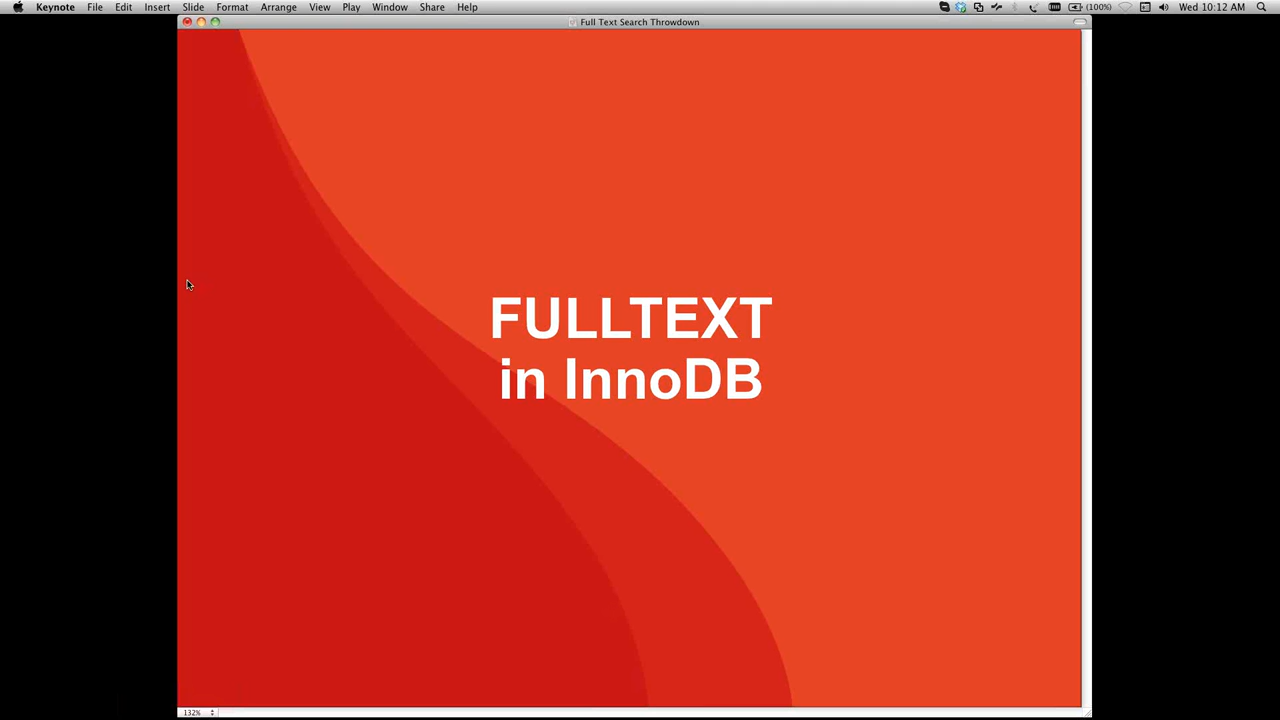 Keynote File Edit Insert Slide Format Arrange View Play Window Share Help (100%) Wed 10:12 AM
Full Text Search Throwdown
FULLTEXT
in InnoDB
132%